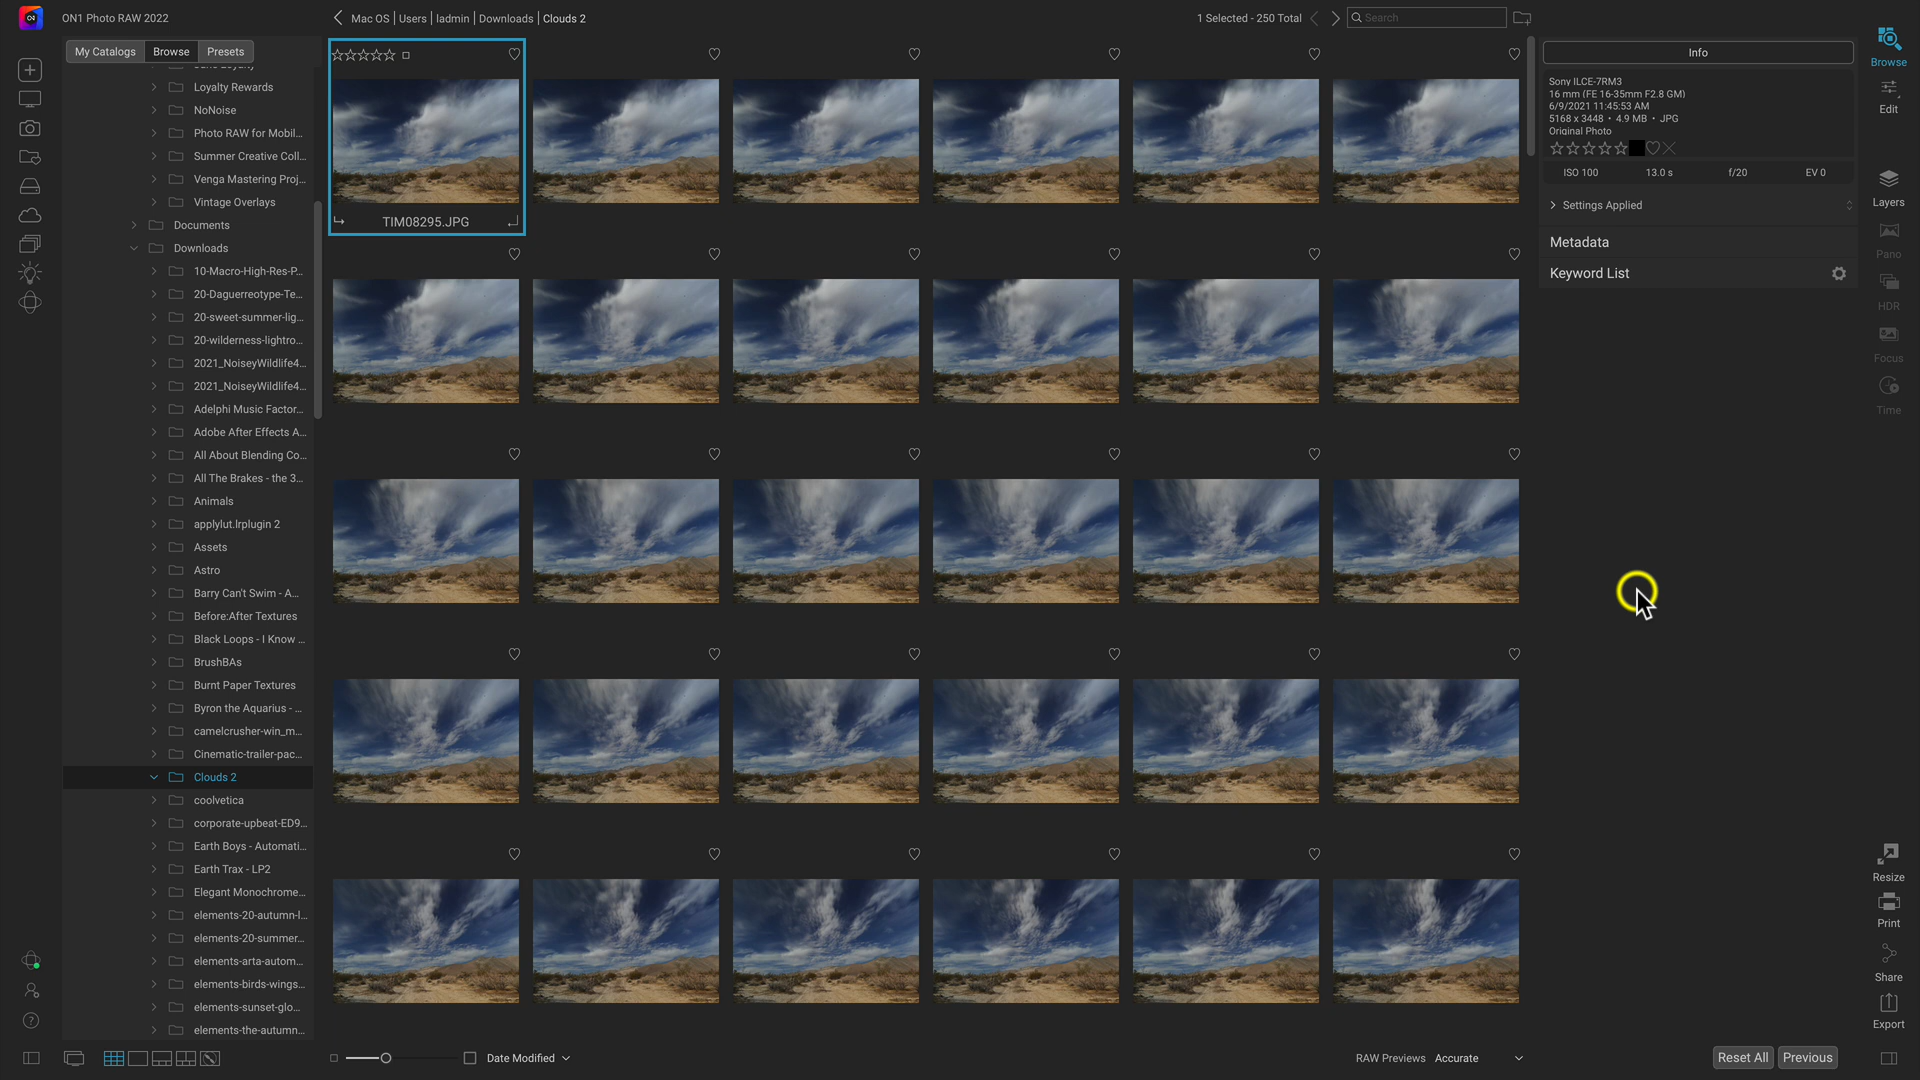 ON1 Photo RAW 2022
Mac OS
Users
ladmin
Downloads
Clouds 2
1 Selected - 250 Total
Search
My Catalogs
Browse
Presets
Loyalty Rewards
NoNoise
Photo RAW for Mobil...
Summer Creative Coll...
Venga Mastering Proj...
Vintage Overlays
Documents
Downloads
10-Macro-High-Res-P...
20-Daguerreotype-Te...
20-sweet-summer-lig...
20-wilderness-lightro...
2021_NoiseyWildlife4...
2021_NoiseyWildlife4...
Adelphi Music Factor...
Adobe After Effects A...
All About Blending Co...
All The Brakes - the 3...
Animals
applylut.lrplugin 2
Assets
Astro
Barry Can't Swim - A...
Before:After Textures
Black Loops - I Know ...
BrushBAs
Burnt Paper Textures
Byron the Aquarius - ...
camelcrusher-win_m...
Cinematic-trailer-pac...
Clouds 2
coolvetica
corporate-upbeat-ED9...
Earth Boys - Automati...
Earth Trax - LP2
Elegant Monochrome...
elements-20-autumn-l...
elements-20-summer...
elements-arta-autom...
elements-birds-wings...
elements-sunset-glo...
elements-the-autumn...
TIM08295.JPG
Date Modified
RAW Previews
Accurate
Info
Sony ILCE-7RM3
16 mm (FE 16-35mm F2.8 GM)
6/9/2021 11:45:53 AM
5168 x 3448 • 4.9 MB • JPG
Original Photo
ISO 100
13.0 s
f/20
EV 0
Settings Applied
Metadata
Keyword List
Reset All
Previous
Browse
Edit
Layers
Pano
HDR
Focus
Time
Resize
Print
Share
Export